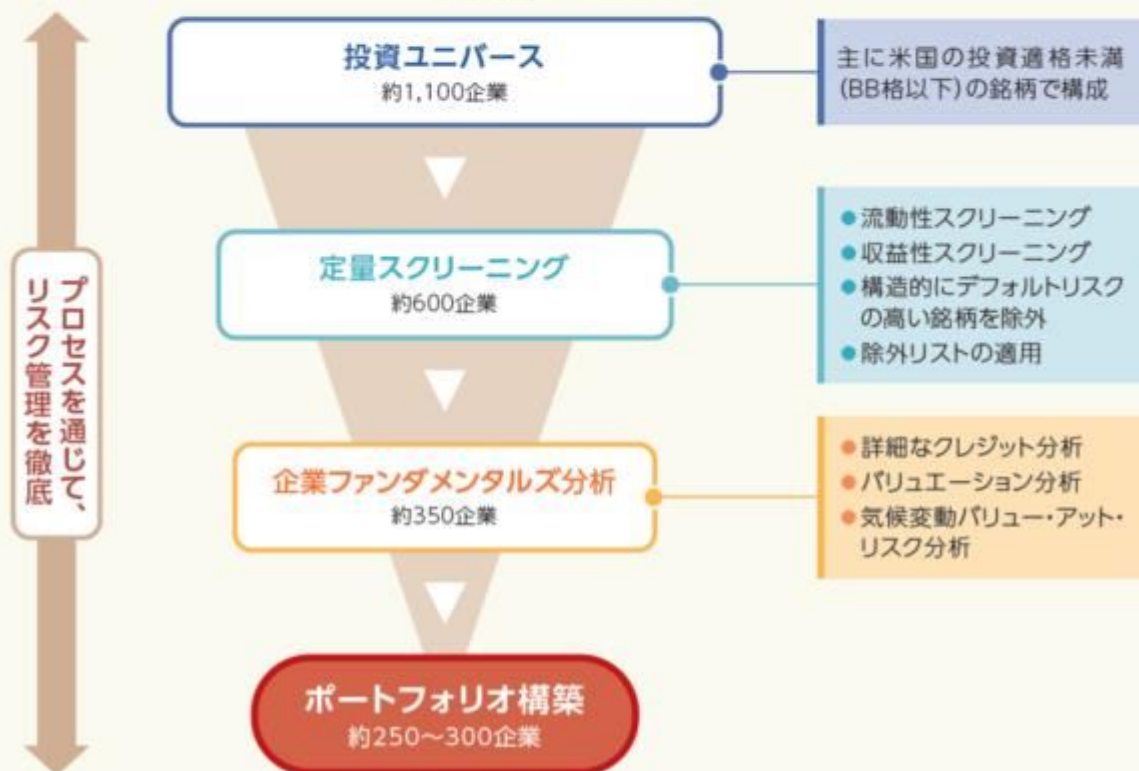 プロセスを通じて、
リスク管理を徹底
投資ユニバース
約1,100企業
主に米国の投資適格未満
(BB格以下)の銘柄で構成
定量スクリーニング
約600企業
●流動性スクリーニング
●収益性スクリーニング
●構造的にデフォルトリスク
の高い銘柄を除外
●除外リストの適用
企業ファンダメンタルズ分析
約350企業
●詳細なクレジット分析
●バリュエーション分析
●気候変動バリュー・アット・
リスク分析
ポートフォリオ構築
約250～300企業